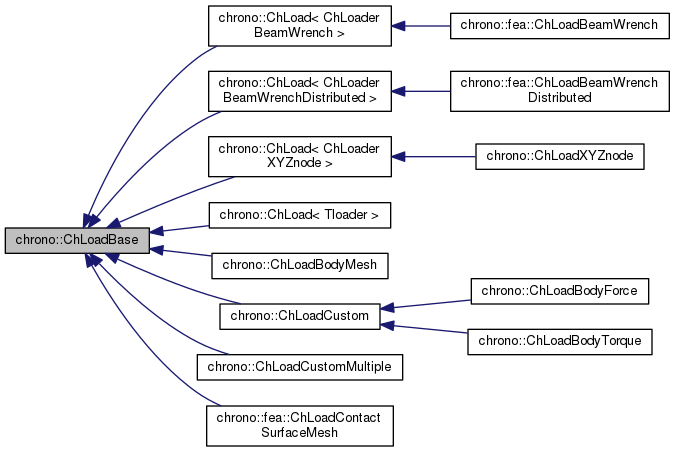 chrono::ChLoad< ChLoader
BeamWrench >
chrono::fea::ChLoadBeamWrench
chrono::ChLoad< ChLoader
BeamWrenchDistributed >
chrono::fea::ChLoadBeamWrench
Distributed
chrono::ChLoad< ChLoader
XYZnode >
chrono::ChLoadXYZnode
chrono::ChLoad< Tloader >
chrono::ChLoadBase
chrono::ChLoadBodyMesh
chrono::ChLoadCustom
chrono::ChLoadBodyForce
chrono::ChLoadBodyTorque
chrono::ChLoadCustomMultiple
chrono::fea::ChLoadContact
SurfaceMesh